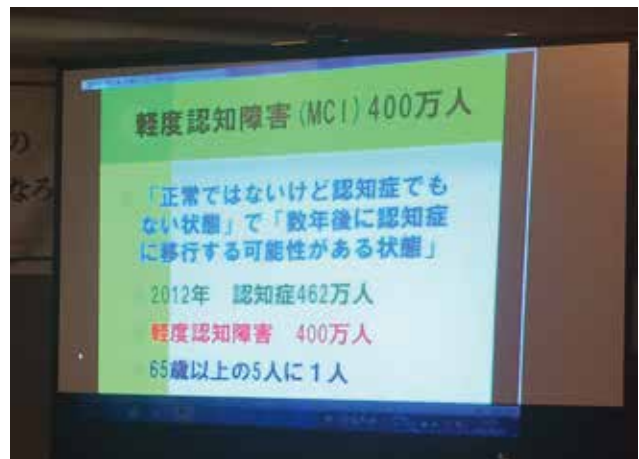 軽度認知障害(MCI)400万人
「正常ではないけど認知症でも
ない状態」で「数年後に認知症
に移行する可能性がある状態」
2012年 認知症462万人
軽度認知障害 400万人
65歳以上の5人に1人
の
なろ